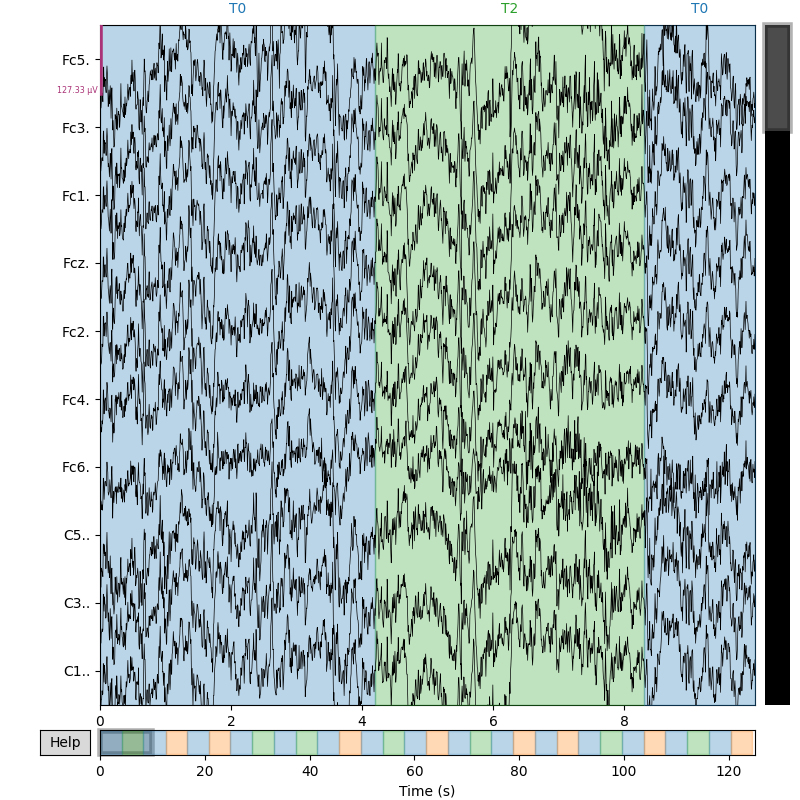 T0 T2 T0
Fc5.
127.33 µV
Fc3.
Fc1.
Fcz.
Fc2.
Fc4.
Fc6.
C5..
C3..
C1..
0 2 4 6 8
Help
0 20 40 60 80 100 120
Time (s)